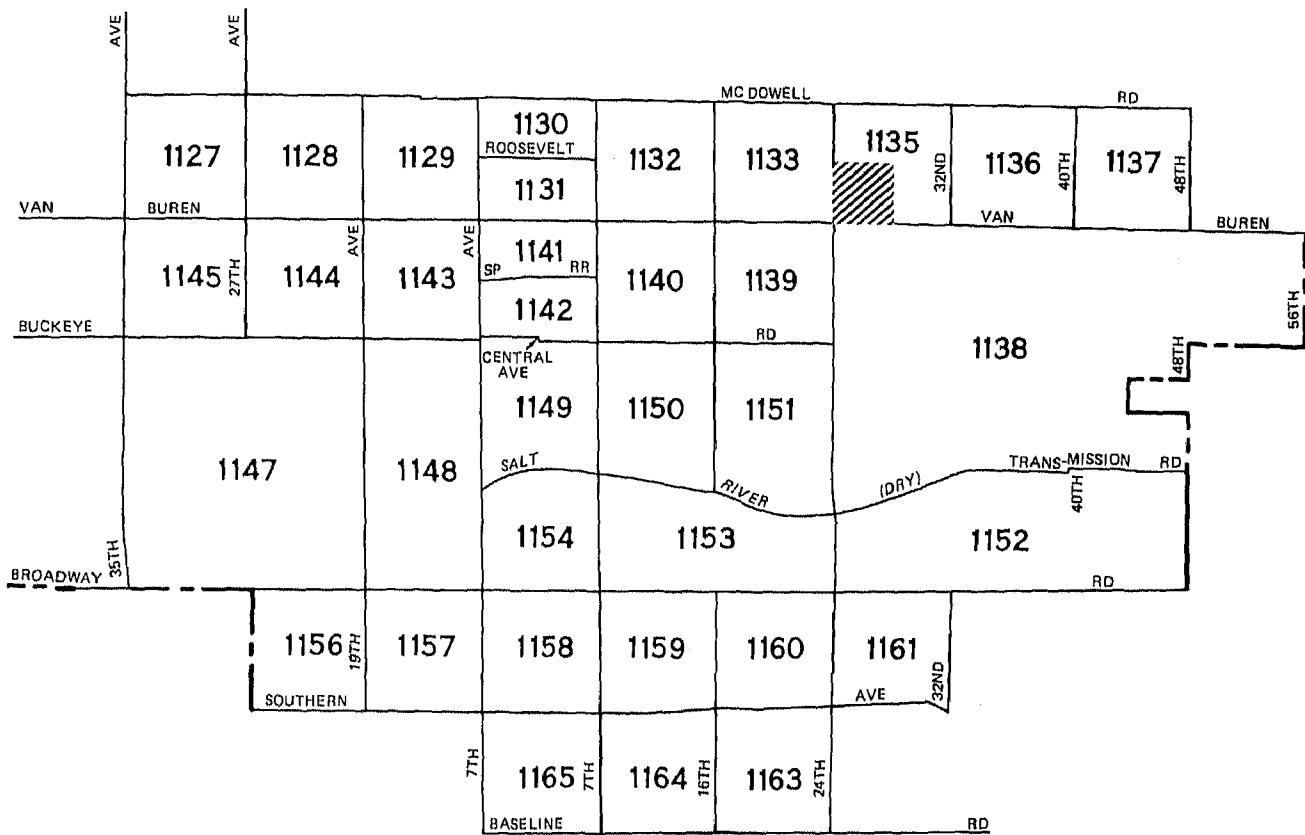 AVE
AVE
MC DOWELL
RD
1127
1128
1129
1130
ROOSEVELT
1131
1132
1133
1135
32ND
1136
40TH
1137
48TH
VAN
BUREN
VAN
BUREN
AVE
AVE
1145
27TH
1144
1143
1141
SP
RR
1142
1140
1139
1138
56TH
48TH
BUCKEYE
RD
CENTRAL
AVE
1147
1148
1149
1150
1151
SALT
RIVER
(DRY)
TRANS-MISSION
RD
40TH
1154
1153
1152
35TH
BROADWAY
RD
1156
19TH
1157
1158
1159
1160
1161
32ND
SOUTHERN
AVE
7TH
1165
7TH
1164
16TH
1163
24TH
BASELINE
RD